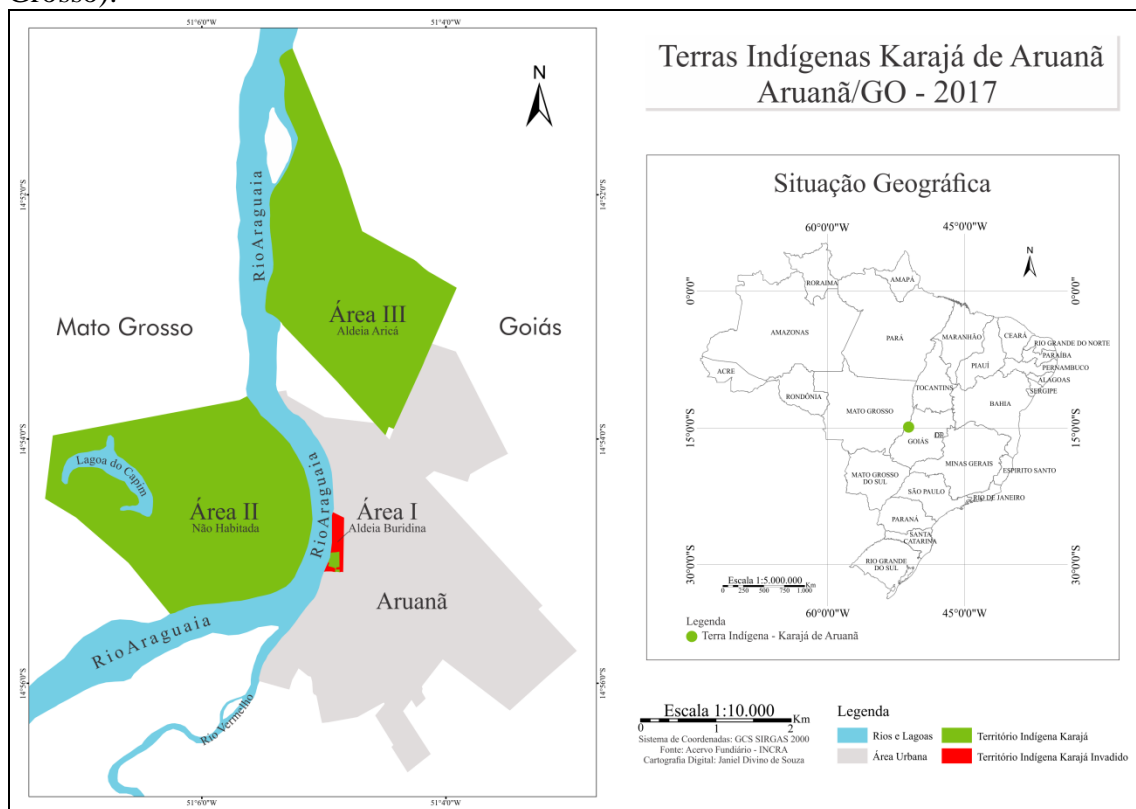 Grosso).
51°6'0"W
51°4'0"W
N
14°52'0"S
14°52'0"S
Rio Araguaia
Área III
Aldeia Aricá
Mato Grosso
Goiás
14°54'0"S
14°54'0"S
Lagoa do Capim
Área II
Não Habitada
Rio Araguaia
Área I
Aldeia Buridina
Aruanã
Rio Araguaia
Rio Vermelho
14°56'0"S
14°56'0"S
51°6'0"W
51°4'0"W
Terras Indígenas Karajá de Aruanã
Aruanã/GO - 2017
Situação Geográfica
60°0'0"W
45°0'0"W
N
0°0'0"
0°0'0"
RORAIMA
AMAPÁ
AMAZONAS
PARÁ
MARANHÃO
CEARÁ
RIO GRANDE DO NORTE
PARAÍBA
PERNAMBUCO
ALAGOAS
SERGIPE
PIAUÍ
ACRE
RONDÔNIA
TOCANTINS
BAHIA
MATO GROSSO
15°0'0"S
15°0'0"S
GOIÁS
DF
MINAS GERAIS
ESPIRITO SANTO
MATO GROSSO
DO SUL
SÃO PAULO
RIO DE JANEIRO
PARANÁ
SANTA
CATARINA
RIO GRANDE
DO SUL
30°0'0"S
30°0'0"S
Escala 1:5.000.000
0 250 500 750 1.000 Km
60°0'0"W
45°0'0"W
Legenda
Terra Indígena - Karajá de Aruanã
Escala 1:10.000
0 1 2 Km
Sistema de Coordenadas: GCS SIRGAS 2000
Fonte: Acervo Fundiário - INCRA
Cartografia Digital: Janiel Divino de Souza
Legenda
Rios e Lagoas
Território Indígena Karajá
Área Urbana
Território Indígena Karajá Invadido